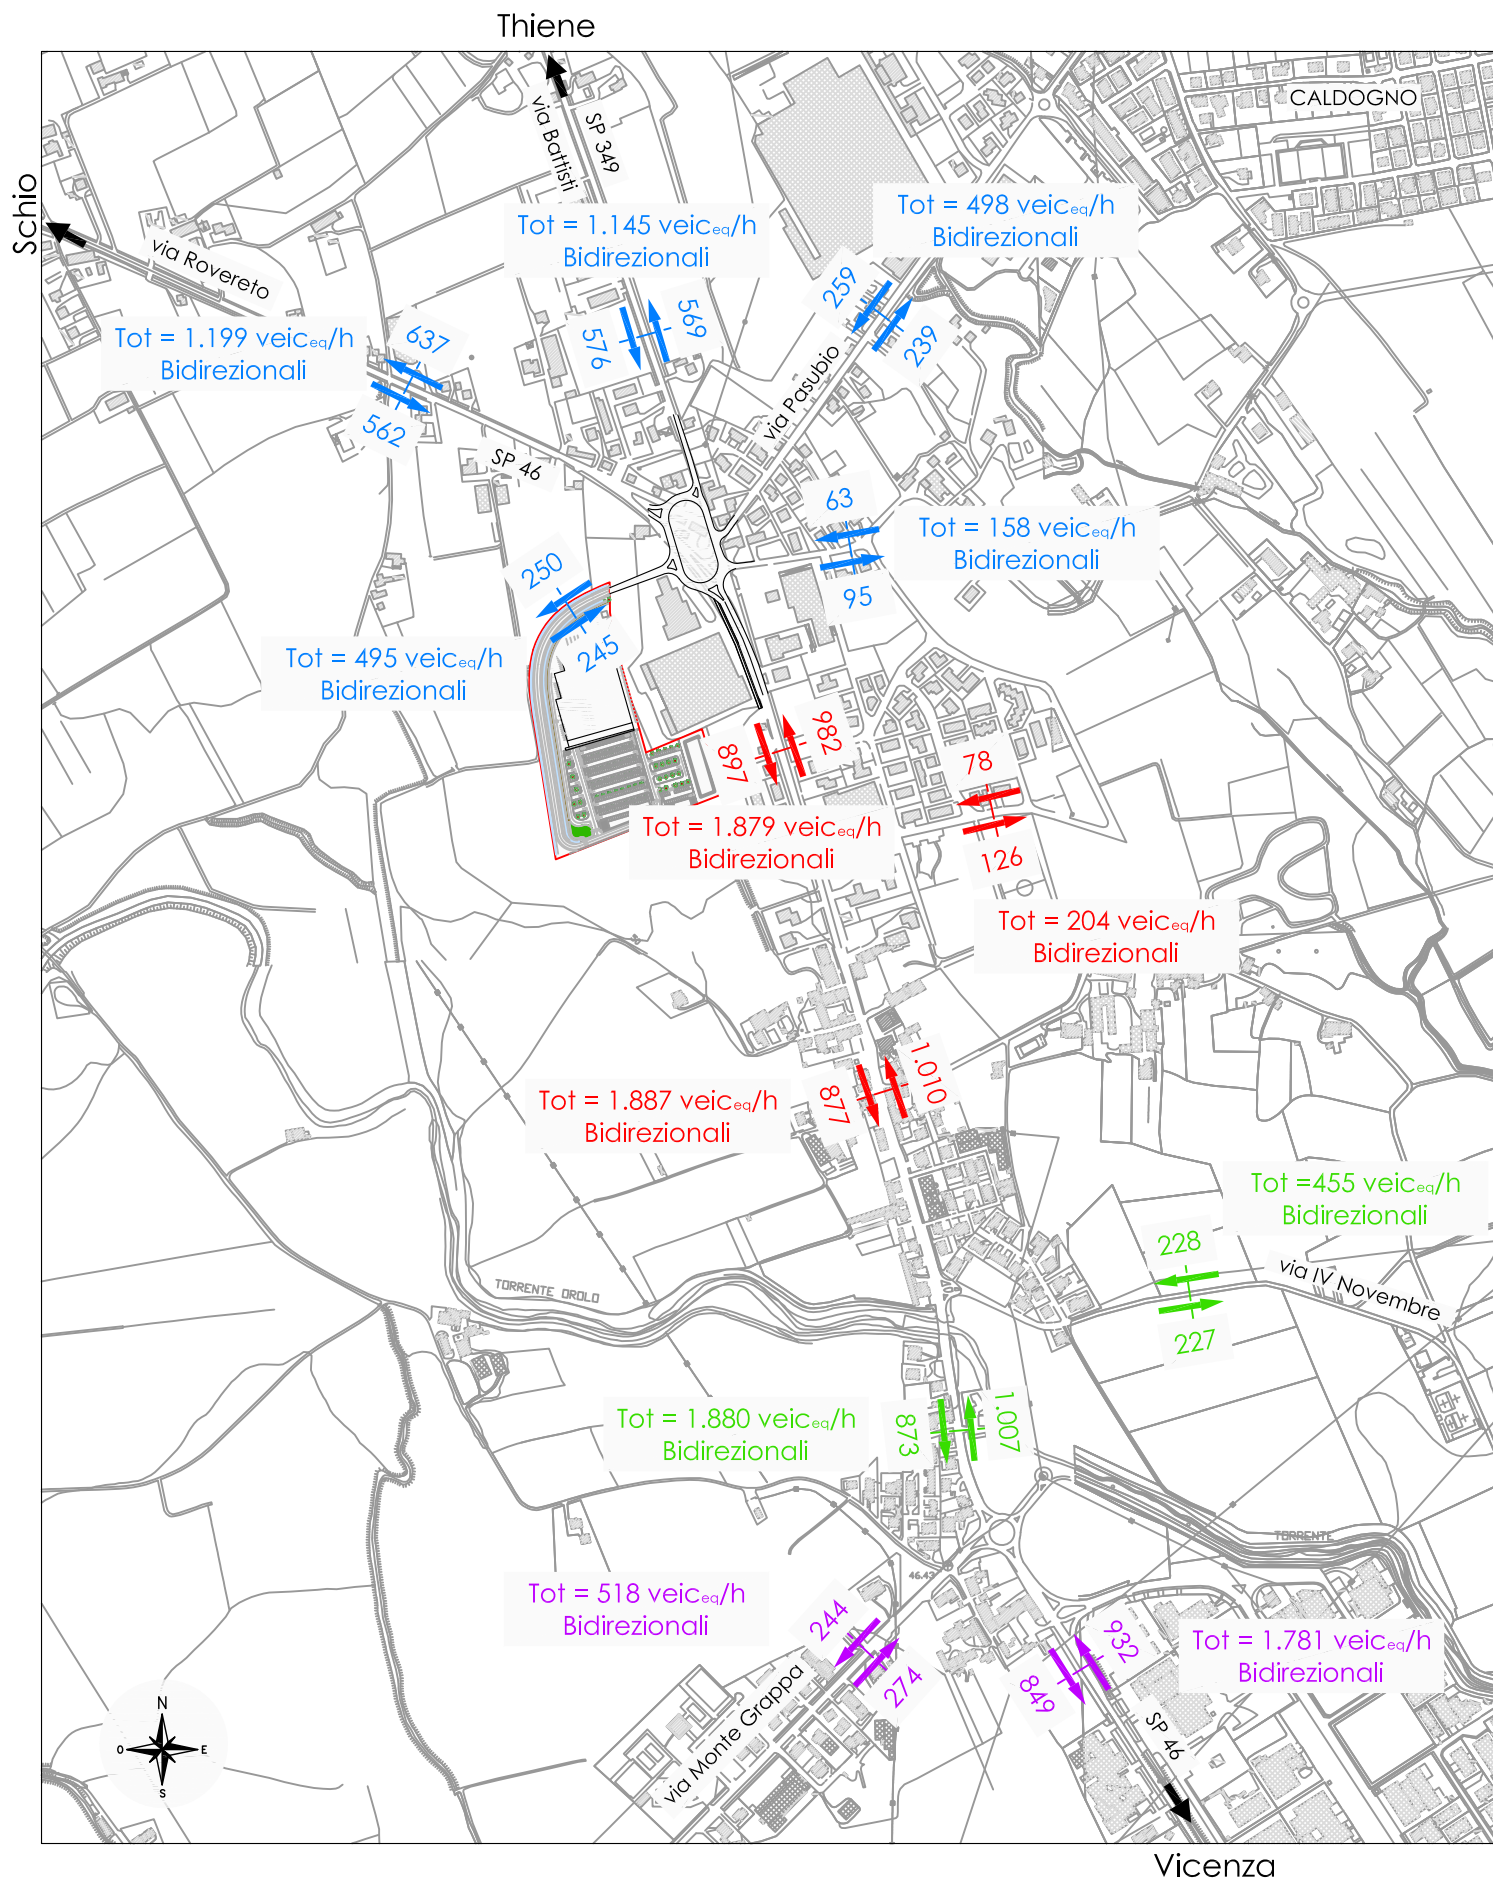 Thiene
CALDOGNO
via Battisti
SP 349
Schio
via Rovereto
Tot = 1.145 veiceq/h
Bidirezionali
Tot = 498 veiceq/h
Bidirezionali
259
239
576
569
Tot = 1.199 veiceq/h
Bidirezionali
637
562
via Pasubio
SP 46
63
Tot = 158 veiceq/h
Bidirezionali
95
250
245
Tot = 495 veiceq/h
Bidirezionali
897
982
78
126
Tot = 1.879 veiceq/h
Bidirezionali
Tot = 204 veiceq/h
Bidirezionali
Tot = 1.887 veiceq/h
Bidirezionali
877
1.010
Tot =455 veiceq/h
Bidirezionali
228
227
via IV Novembre
TORRENTE OROLO
Tot = 1.880 veiceq/h
Bidirezionali
873
1.007
TORRENTE
46.43
Tot = 518 veiceq/h
Bidirezionali
244
274
via Monte Grappa
932
849
Tot = 1.781 veiceq/h
Bidirezionali
SP 46
N
O
E
S
Vicenza